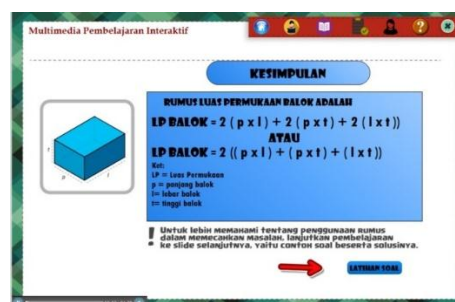 Multimedia Pembelajaran Interaktif
KESIMPULAN
RUMUS LUAS PERMUKAAN BALOK ADALAH
LP BALOK = 2 ( p x l ) + 2 ( p x t ) + 2 ( l x t ))
ATAU
LP BALOK = 2 (( p x l ) + ( p x t ) + ( l x t ))
Ket:
LP = Luas Permukaan
p = panjang balok
l= lebar balok
t= tinggi balok
t
p
l
! Untuk lebih memahami tentang penggunaan rumus
dalam memecahkan masalah, lanjutkan pembelajaran
ke slide selanjutnya, yaitu contoh soal beserta solusinya.
LATIHAN SOAL